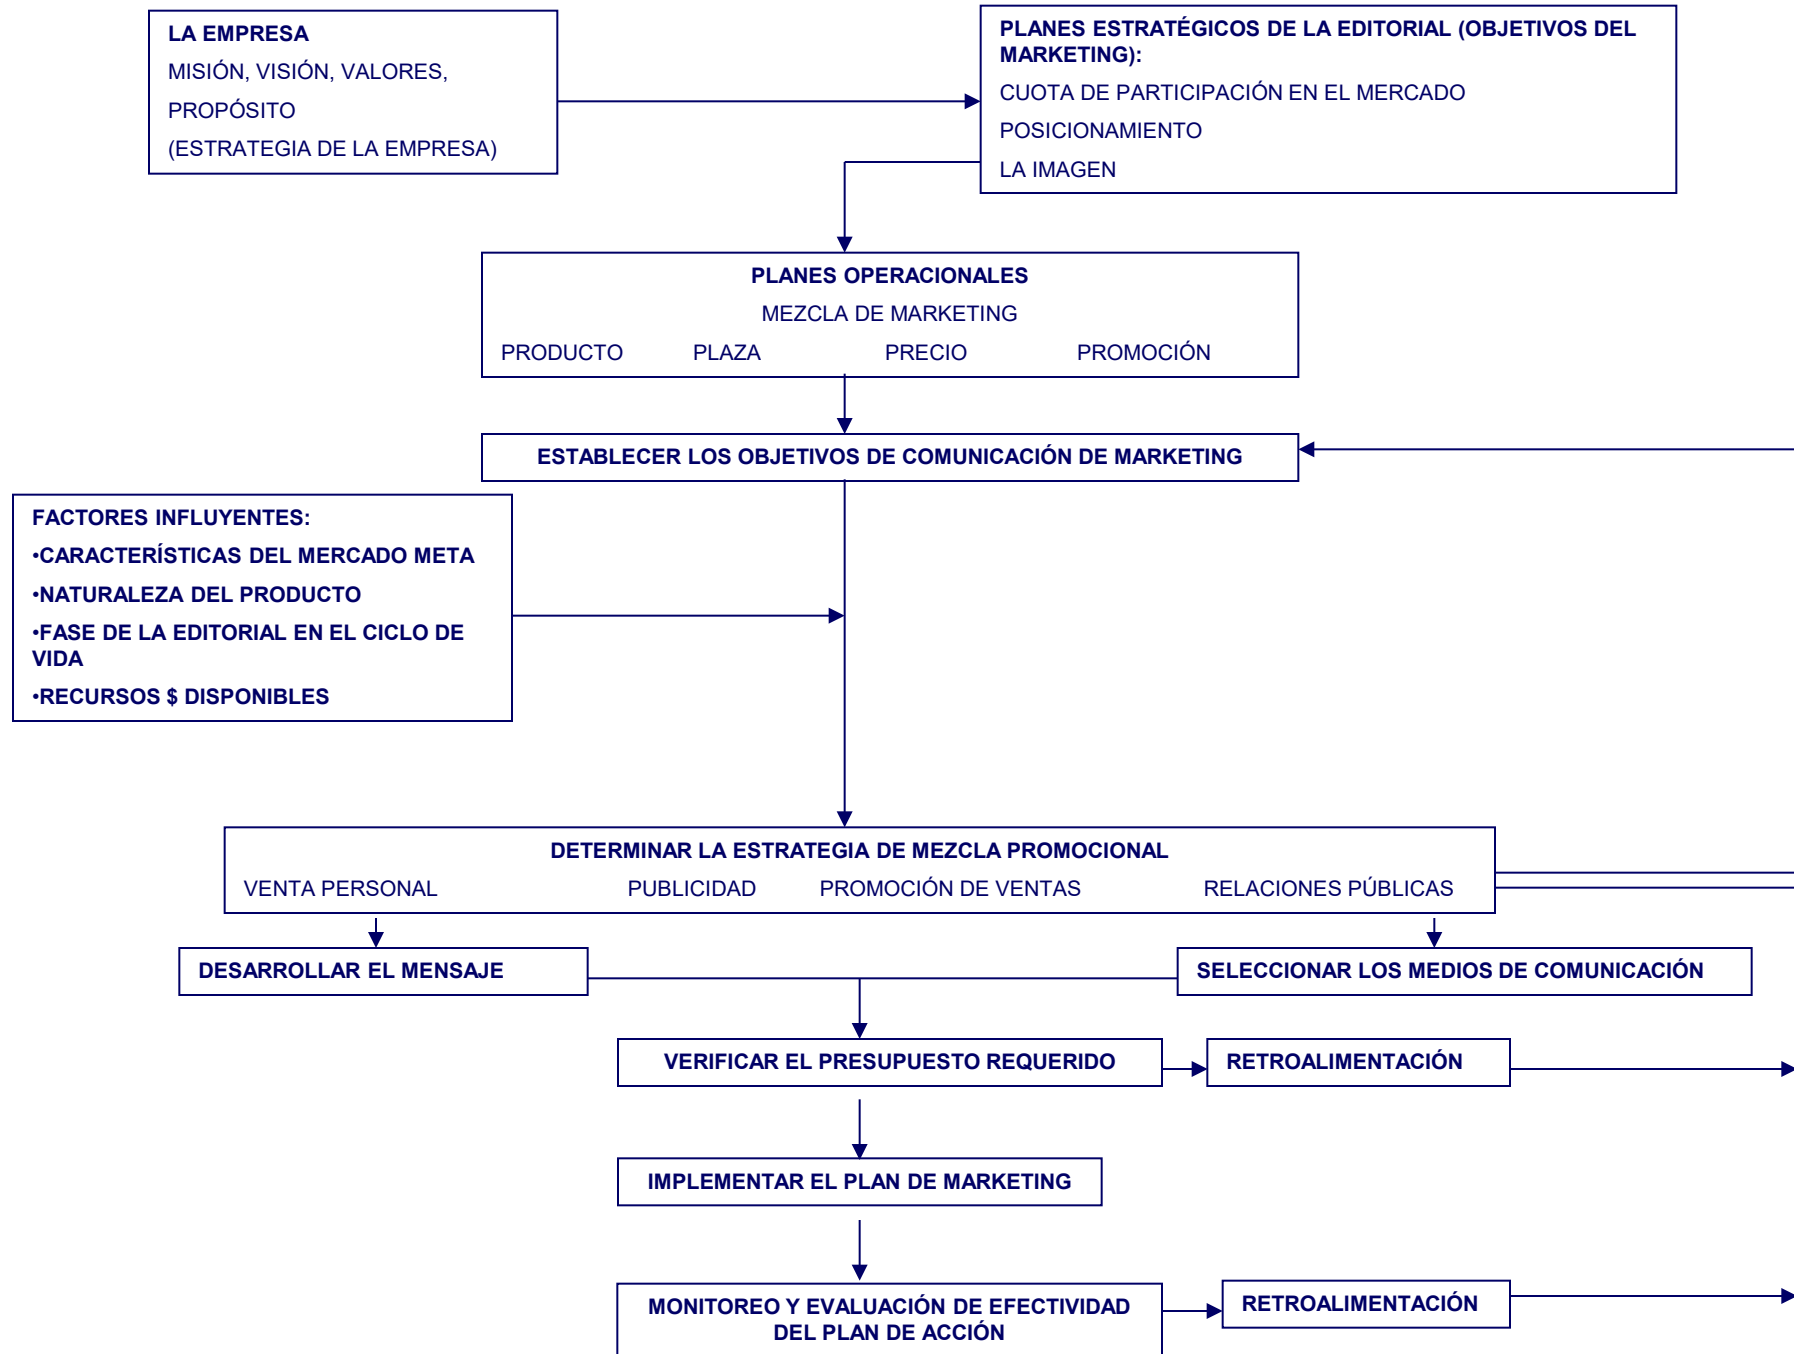 LA EMPRESA
MISIÓN, VISIÓN, VALORES,
PROPÓSITO
(ESTRATEGIA DE LA EMPRESA)
PLANES ESTRATÉGICOS DE LA EDITORIAL (OBJETIVOS DEL
MARKETING):
CUOTA DE PARTICIPACIÓN EN EL MERCADO
POSICIONAMIENTO
LA IMAGEN
PLANES OPERACIONALES
MEZCLA DE MARKETING
PRODUCTO PLAZA PRECIO PROMOCIÓN
ESTABLECER LOS OBJETIVOS DE COMUNICACIÓN DE MARKETING
FACTORES INFLUYENTES:
•CARACTERÍSTICAS DEL MERCADO META
•NATURALEZA DEL PRODUCTO
•FASE DE LA EDITORIAL EN EL CICLO DE
VIDA
•RECURSOS $ DISPONIBLES
DETERMINAR LA ESTRATEGIA DE MEZCLA PROMOCIONAL
VENTA PERSONAL PUBLICIDAD PROMOCIÓN DE VENTAS RELACIONES PÚBLICAS
DESARROLLAR EL MENSAJE
SELECCIONAR LOS MEDIOS DE COMUNICACIÓN
VERIFICAR EL PRESUPUESTO REQUERIDO
RETROALIMENTACIÓN
IMPLEMENTAR EL PLAN DE MARKETING
MONITOREO Y EVALUACIÓN DE EFECTIVIDAD
DEL PLAN DE ACCIÓN
RETROALIMENTACIÓN